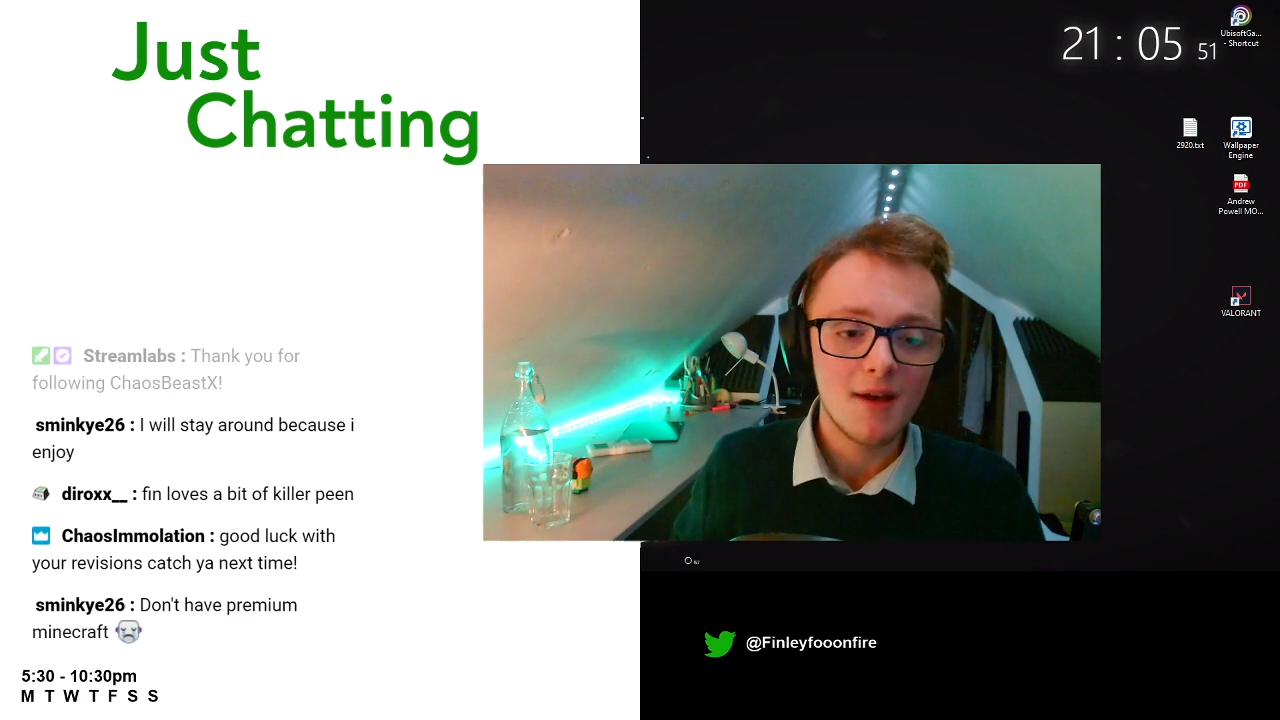 Just
Chatting
21 : 05 51
UbisoftGa...
- Shortcut
2920.txt
Wallpaper
Engine
PDF
Andrew
Powell MO...
VALORANT
Streamlabs : Thank you for
following ChaosBeastX!
sminkye26 : I will stay around because i
enjoy
diroxx__ : fin loves a bit of killer peen
ChaosImmolation : good luck with
your revisions catch ya next time!
sminkye26 : Don't have premium
minecraft
5:30 - 10:30pm
M T W T F S S
@Finleyfooonfire